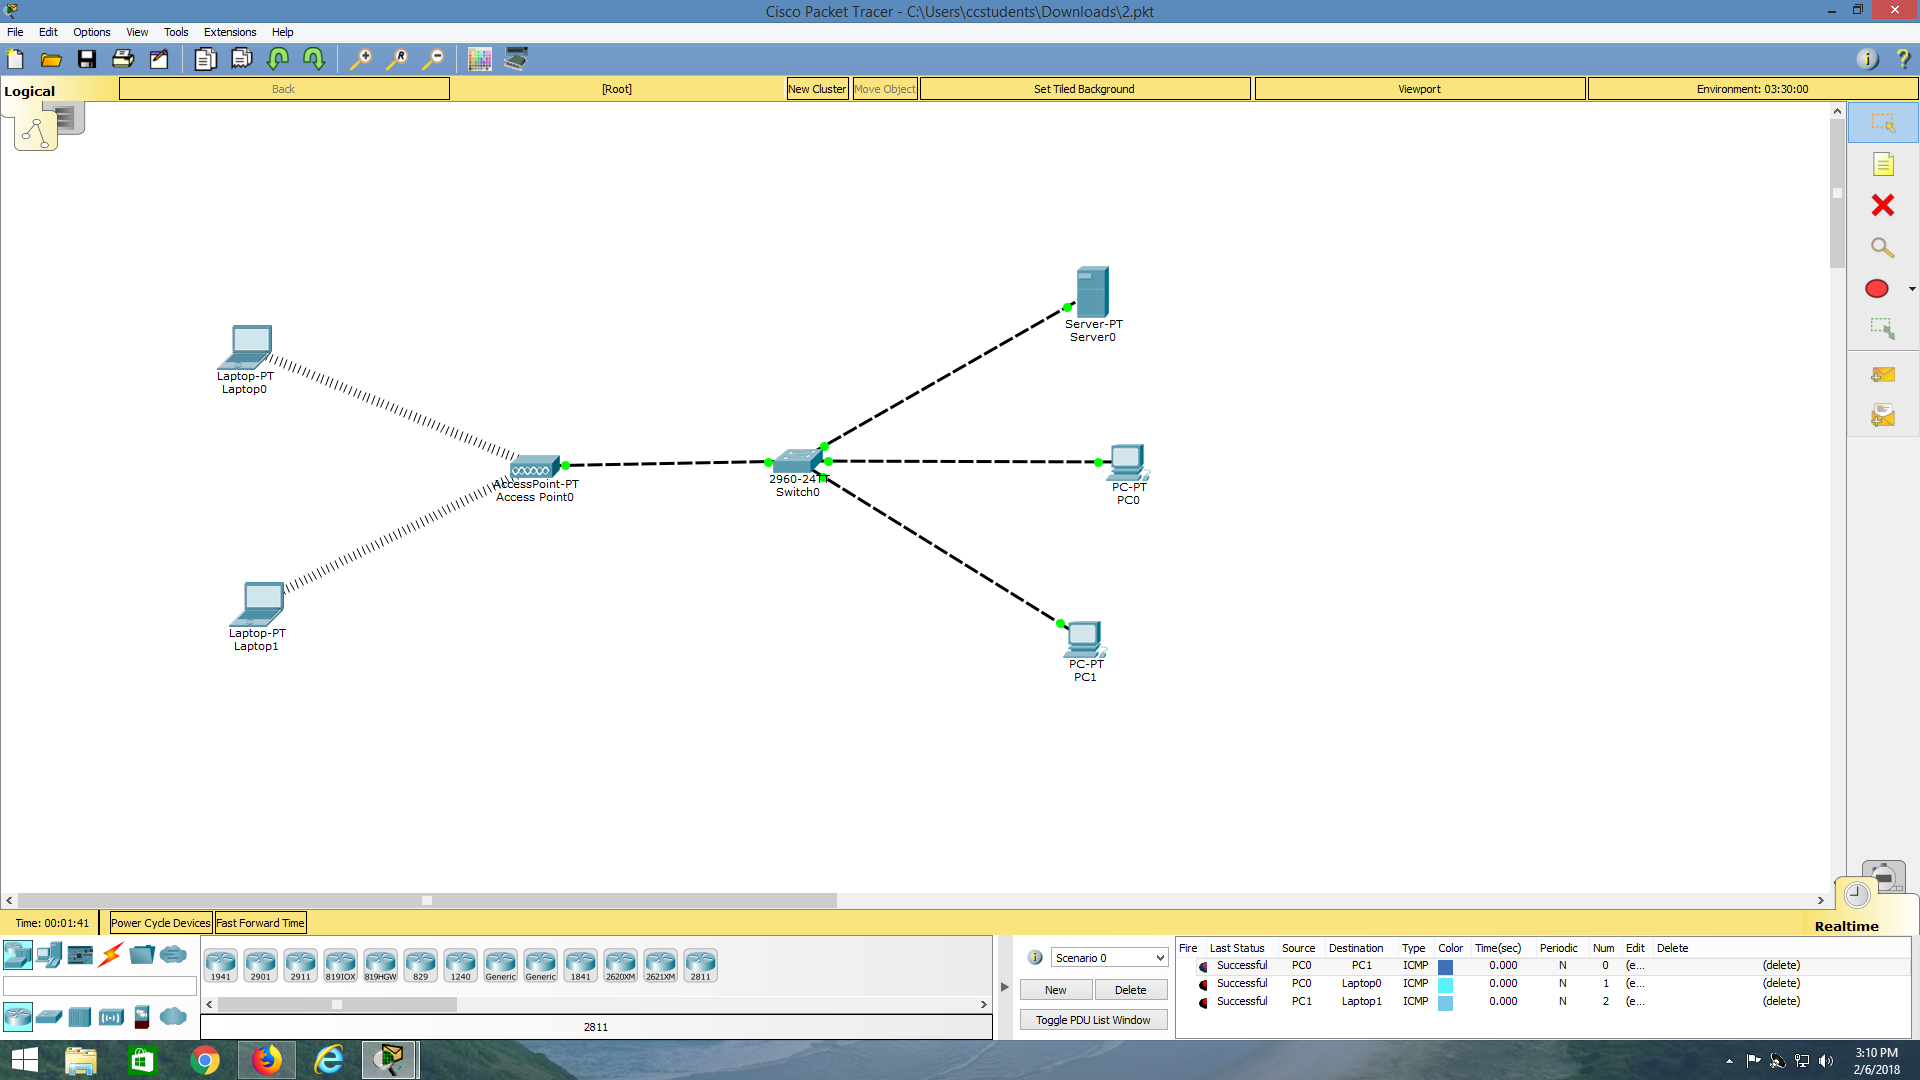 Cisco Packet Tracer - C:\Users\ccstudents\Downloads\2.pkt
File Edit Options View Tools Extensions Help
Logical Back [Root] New Cluster Move Object Set Tiled Background Viewport Environment: 03:30:00
Server-PT
Server0
Laptop-PT
Laptop0
AccessPoint-PT
Access Point0
2960-24TT
Switch0
PC-PT
PC0
Laptop-PT
Laptop1
PC-PT
PC1
Time: 00:01:41 Power Cycle Devices Fast Forward Time Realtime
1941 2901 2911 819IOX 819HGW 829 1240 Generic Generic 1841 2620XM 2621XM 2811
2811
Scenario 0
New Delete
Toggle PDU List Window
Fire Last Status Source Destination Type Color Time(sec) Periodic Num Edit Delete
Successful PC0 PC1 ICMP 0.000 N 0 (e... (delete)
Successful PC0 Laptop0 ICMP 0.000 N 1 (e... (delete)
Successful PC1 Laptop1 ICMP 0.000 N 2 (e... (delete)
3:10 PM
2/6/2018